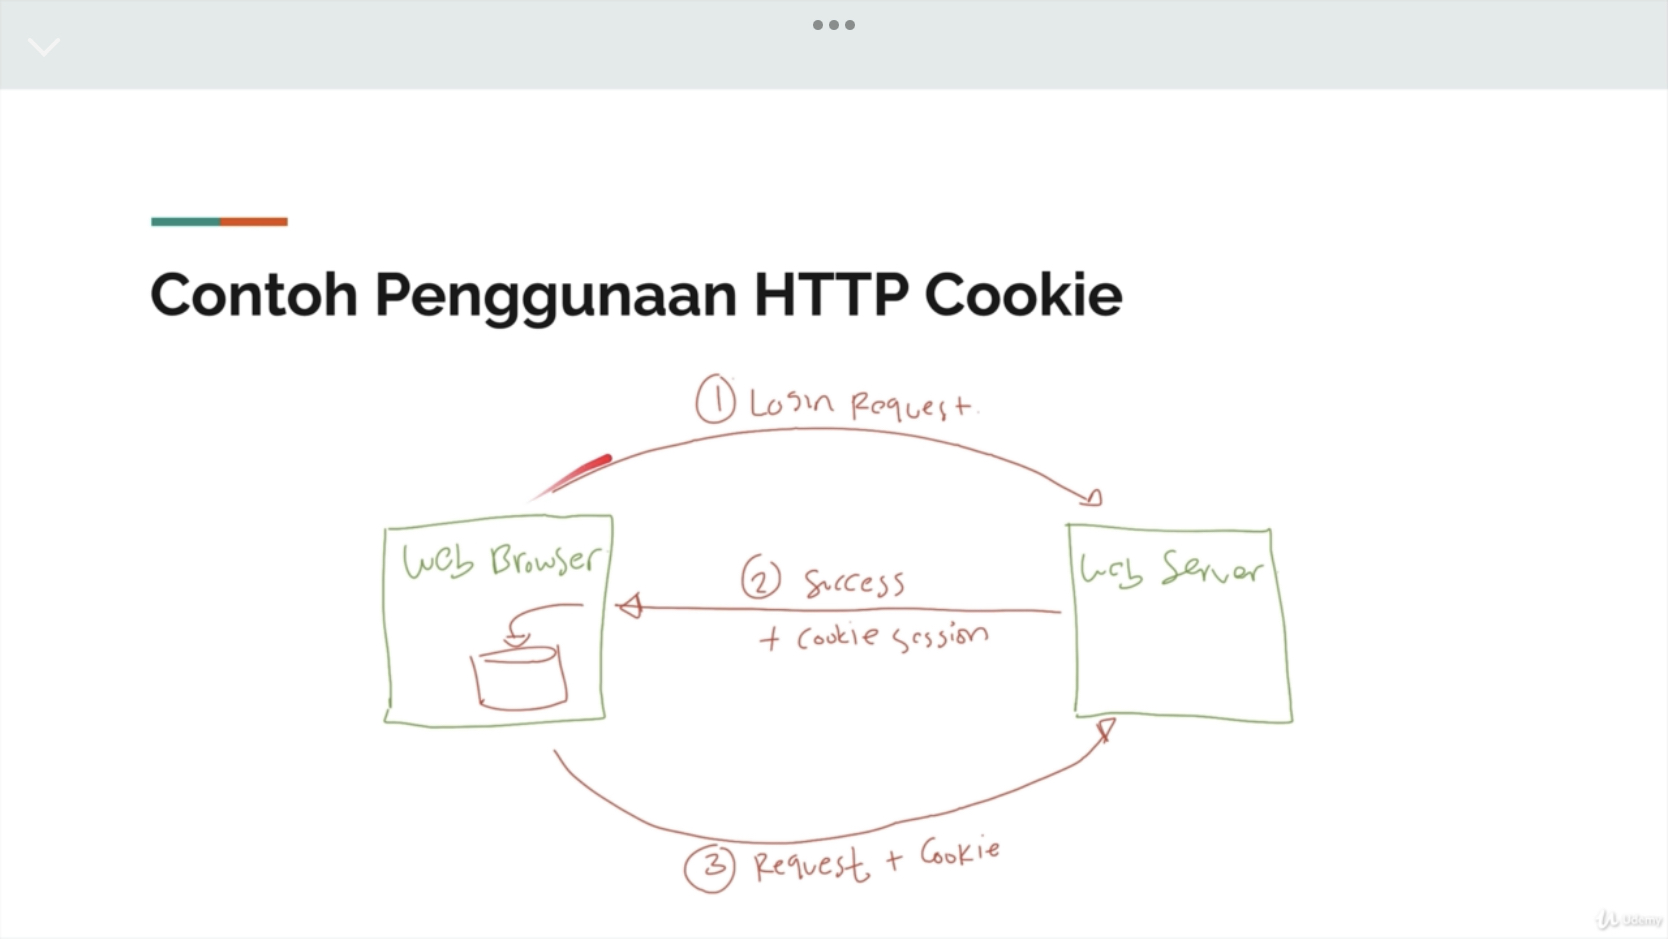 Contoh Penggunaan HTTP Cookie
1 Login Request
Web Browser
Web Server
2 Success
+ Cookie Session
3 Request + Cookie
Udemy